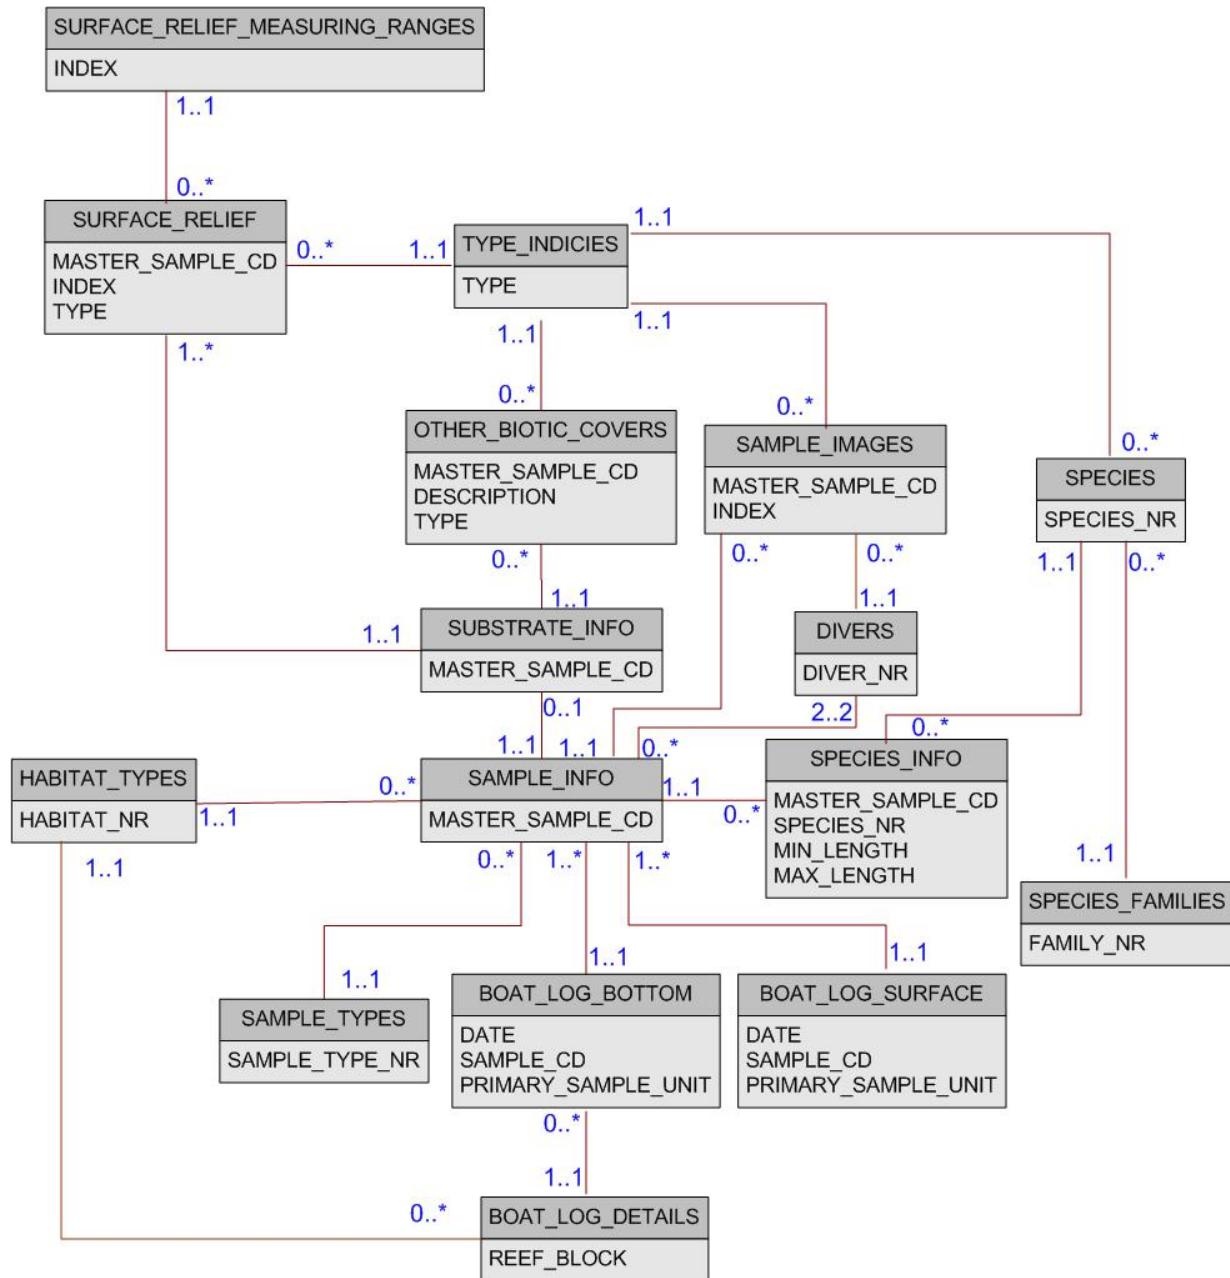 SURFACE_RELIEF_MEASURING_RANGES
INDEX
1..1
0..*
SURFACE_RELIEF
MASTER_SAMPLE_CD
INDEX
TYPE
0..*
1..1
TYPE_INDICIES
TYPE
1..1
1..1
1..1
1..*
0..*
OTHER_BIOTIC_COVERS
MASTER_SAMPLE_CD
DESCRIPTION
TYPE
0..*
SAMPLE_IMAGES
MASTER_SAMPLE_CD
INDEX
0..*
SPECIES
SPECIES_NR
0..*
0..*
0..*
1..1
0..*
1..1
1..1
1..1
SUBSTRATE_INFO
MASTER_SAMPLE_CD
DIVERS
DIVER_NR
0..1
2..2
0..*
1..1
1..1
0..*
HABITAT_TYPES
HABITAT_NR
0..*
1..1
SAMPLE_INFO
MASTER_SAMPLE_CD
1..1
0..*
SPECIES_INFO
MASTER_SAMPLE_CD
SPECIES_NR
MIN_LENGTH
MAX_LENGTH
1..1
0..*
1..*
1..*
1..1
SPECIES_FAMILIES
FAMILY_NR
1..1
1..1
1..1
SAMPLE_TYPES
SAMPLE_TYPE_NR
BOAT_LOG_BOTTOM
DATE
SAMPLE_CD
PRIMARY_SAMPLE_UNIT
BOAT_LOG_SURFACE
DATE
SAMPLE_CD
PRIMARY_SAMPLE_UNIT
0..*
1..1
0..*
BOAT_LOG_DETAILS
REEF_BLOCK